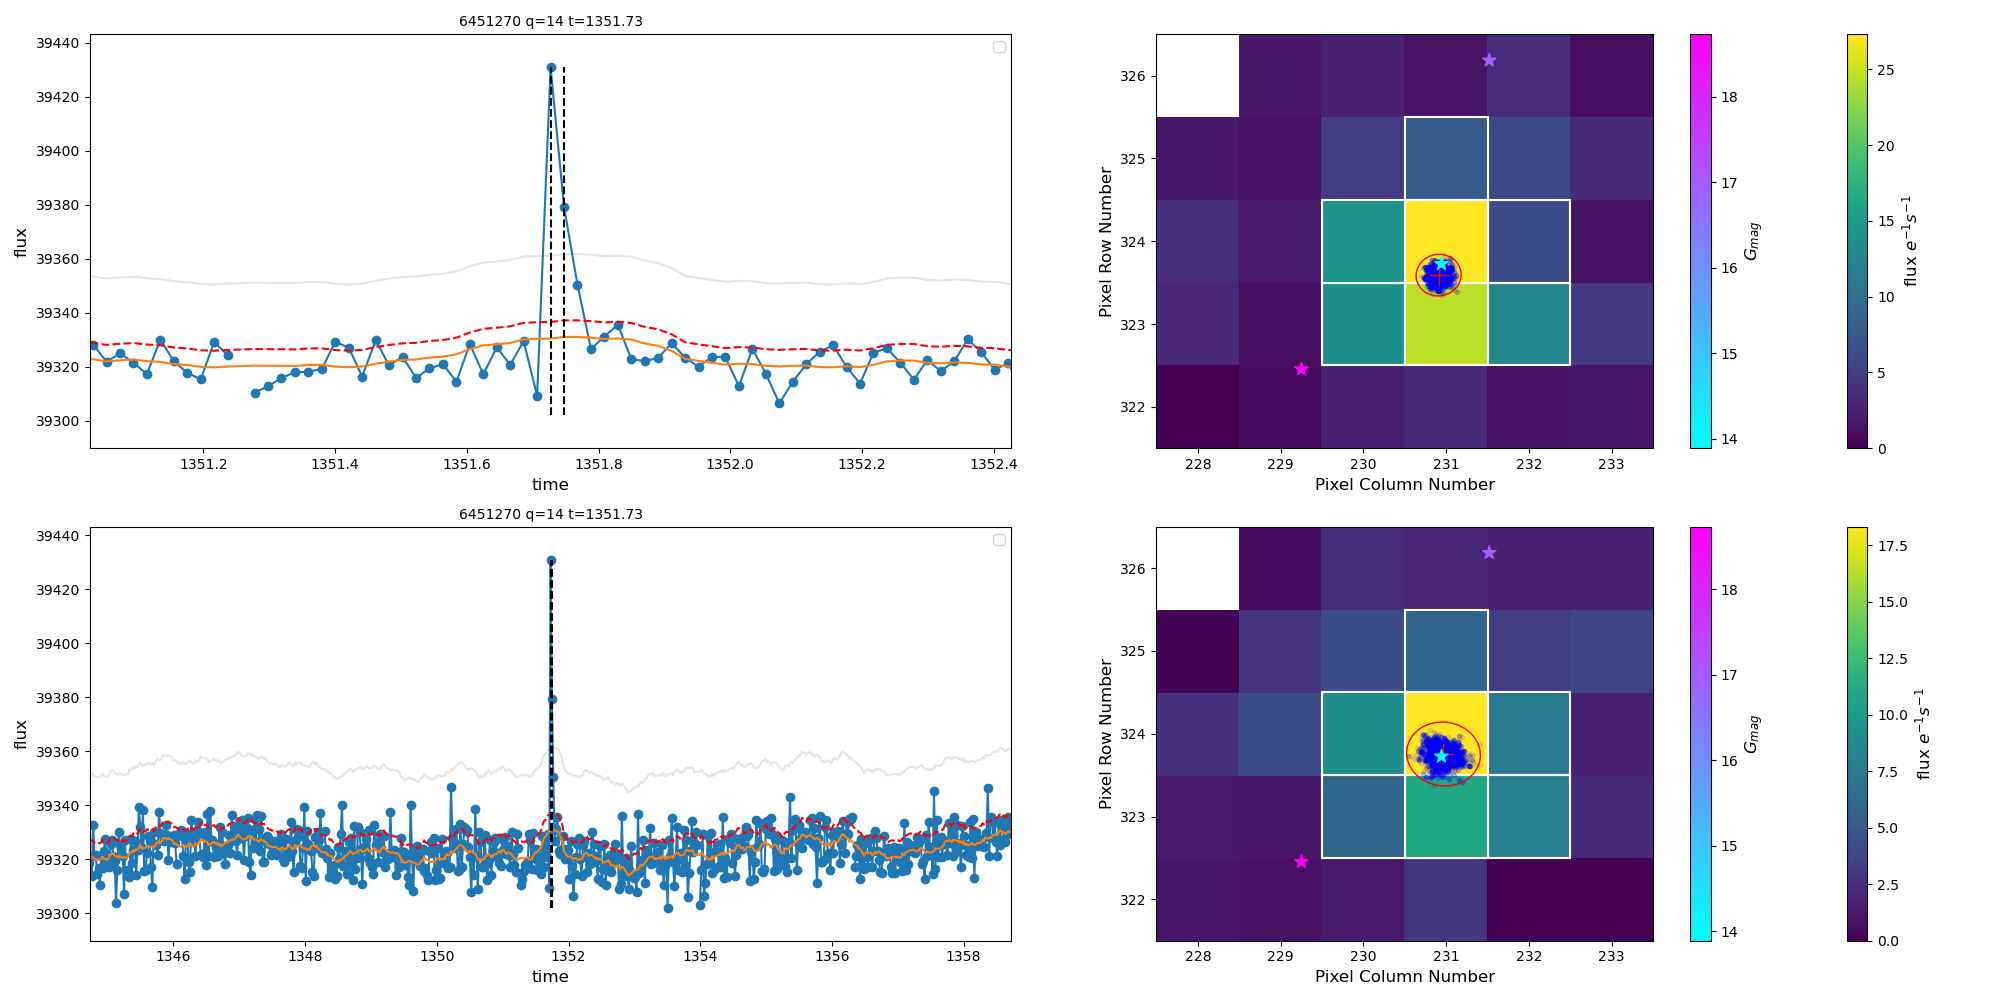 6451270 q=14 t=1351.73
39440
39420
39400
39380
39360
39340
39320
39300
flux
1351.2 1351.4 1351.6 1351.8 1352.0 1352.2 1352.4
time
326
325
324
323
322
Pixel Row Number
228 229 230 231 232 233
Pixel Column Number
18
17
16
15
14
G_mag
25
20
15
10
5
0
flux e⁻¹s⁻¹
6451270 q=14 t=1351.73
39440
39420
39400
39380
39360
39340
39320
39300
flux
1346 1348 1350 1352 1354 1356 1358
time
326
325
324
323
322
Pixel Row Number
228 229 230 231 232 233
Pixel Column Number
18
17
16
15
14
G_mag
17.5
15.0
12.5
10.0
7.5
5.0
2.5
0.0
flux e⁻¹s⁻¹